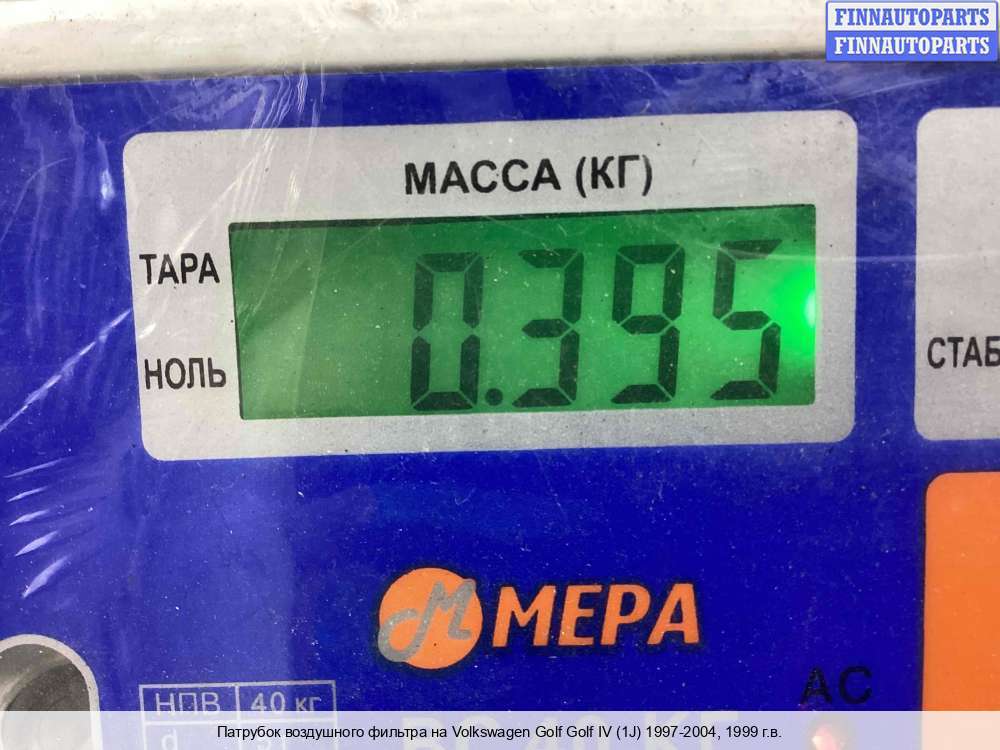 FINNAUTOPARTS
FINNAUTOPARTS
МАССА (КГ)
ТАРА
0.395
НОЛЬ
СТАБ
МЕРА
AC
НПВ 40 кг
d
Патрубок воздушного фильтра на Volkswagen Golf Golf IV (1J) 1997-2004, 1999 г.в.